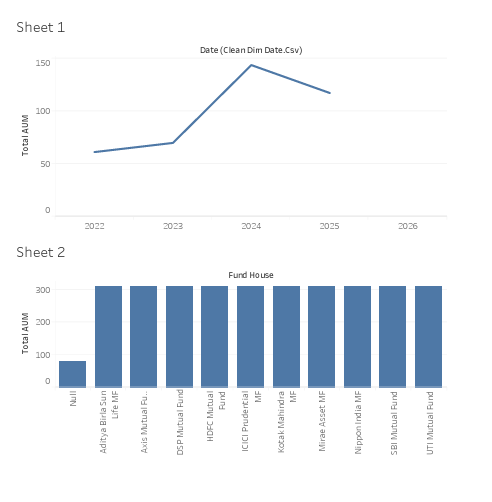 Sheet 1
Date (Clean Dim Date.Csv)
Total AUM
150
100
50
0
2022 2023 2024 2025 2026
Sheet 2
Fund House
Total AUM
300
200
100
0
Null
Aditya Birla Sun
Life MF
Axis Mutual Fu..
DSP Mutual Fund
HDFC Mutual
Fund
ICICI Prudential
MF
Kotak Mahindra
MF
Mirae Asset MF
Nippon India MF
SBI Mutual Fund
UTI Mutual Fund